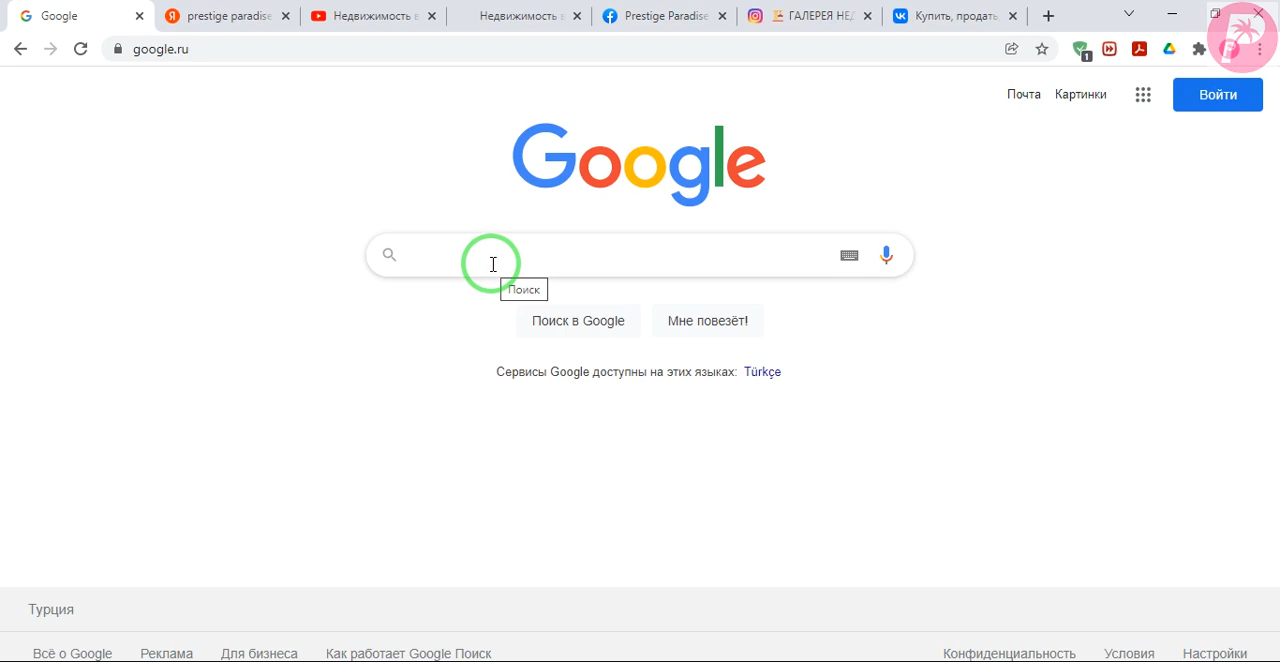 Google
prestige paradise
Недвижимость в
Недвижимость в
Prestige Paradise
ГАЛЕРЕЯ НЕД
Купить, продать,
google.ru
1
Почта
Картинки
Войти
Google
Поиск
Поиск в Google
Мне повезёт!
Сервисы Google доступны на этих языках: Türkçe
Турция
Всё о Google
Реклама
Для бизнеса
Как работает Google Поиск
Конфиденциальность
Условия
Настройки